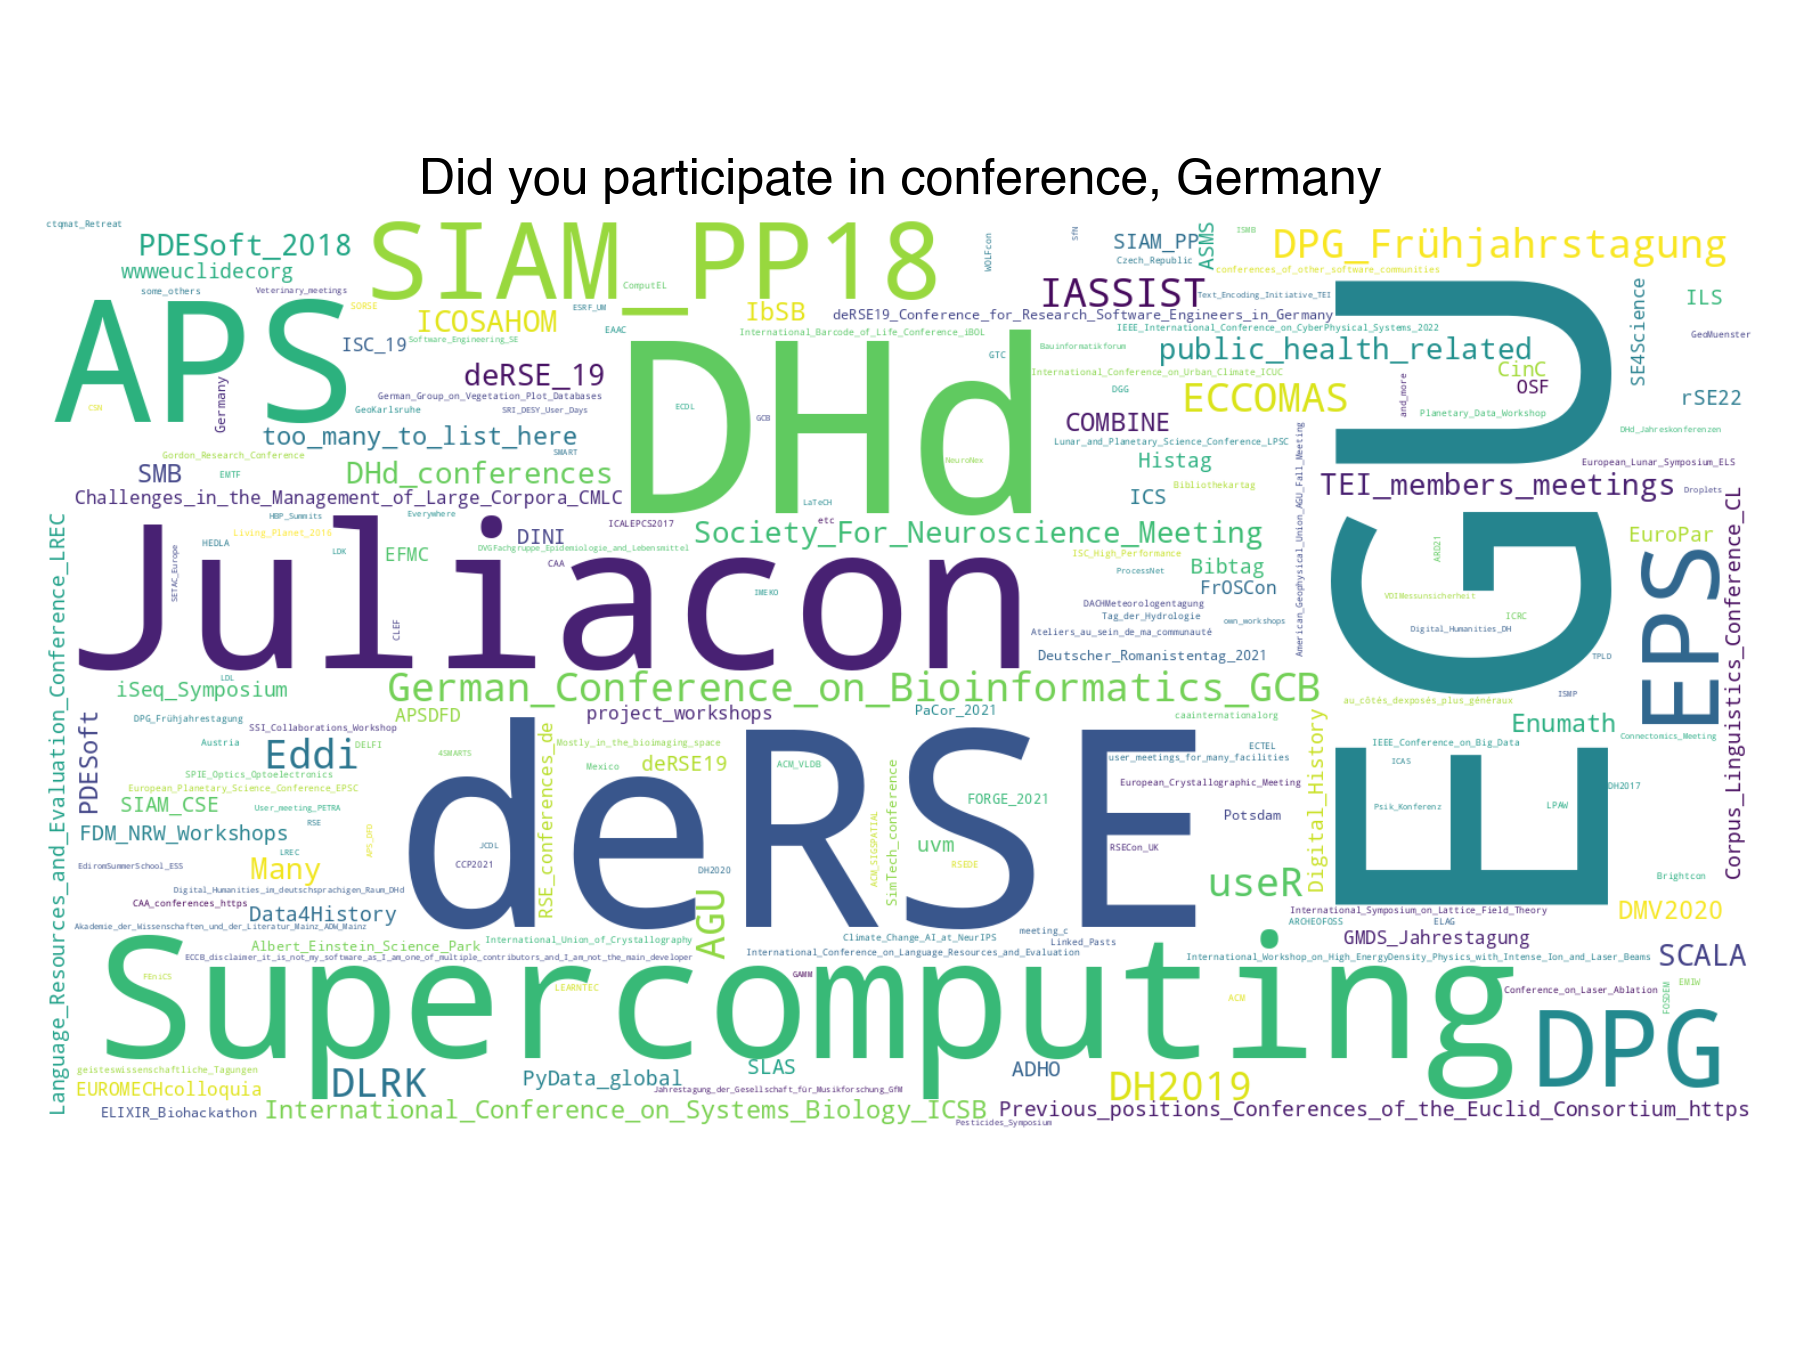 Did you participate in conference, Germany
ctqmat_Retreat
PDESoft_2018
SIAM_PP18
WOLFcon
SfN
SIAM_PP
Czech_Republic
ASMS
ISMB
DPG_Frühjahrstagung
conferences_of_other_software_communities
wwweuclidecorg
some_others
Veterinary_meetings
ComputEL
SORSE
ESRF_UM
IbSB
IASSIST
Text_Encoding_Initiative_TEI
SE4Science
ILS
APS
ICOSAHOM
EAAC
deRSE19_Conference_for_Research_Software_Engineers_in_Germany
International_Barcode_of_Life_Conference_iBOL
IEEE_International_Conference_on_CyberPhysical_Systems_2022
GeoMuenster
ISC_19
Software_Engineering_SE
Bauinformatikforum
public_health_related
GTC
DHd
EGU
deRSE_19
International_Conference_on_Urban_Climate_ICUC
CinC
OSF
Germany
German_Group_on_Vegetation_Plot_Databases
DGG
ECCOMAS
and_more
rSE22
CSN
GeoKarlsruhe
SRI_DESY_User_Days
ECDL
GCB
COMBINE
Planetary_Data_Workshop
DHd_Jahreskonferenzen
too_many_to_list_here
SMART
Lunar_and_Planetary_Science_Conference_LPSC
American_Geophysical_Union_AGU_Fall_Meeting
Gordon_Research_Conference
NeuroNex
Histag
European_Lunar_Symposium_ELS
SMB
EMTF
DHd_conferences
Bibliothekartag
TEI_members_meetings
Droplets
Challenges_in_the_Management_of_Large_Corpora_CMLC
LaTeCH
ICS
HBP_Summits
Everywhere
ICALEPCS2017
etc
Language_Resources_and_Evaluation_Conference_LREC
Living_Planes_2016
DINI
Society_For_Neuroscience_Meeting
EuroPar
Corpus_Linguistics_Conference_CL
HEDLA
LDK
EFMC
DVGFachgruppe_Epidemiologie_and_Lebensmittel
ISC_High_Performance
ARD21
SETAC_Europe
Juliacon
CAA
ProcessNet
Bibtag
EPS
IMEKO
FrOSCon
VDIMessunsicherheit
DACHMeteorologentagung
Tag_der_Hydrologie
own_workshops
ICRC
CLEF
Ateliers_au_sein_de_ma_communauté
Digital_Humanities_DH
Deutscher_Romanistentag_2021
TPLD
LDL
iSeq_Symposium
German_Conference_on_Bioinformatics_GCB
ISMP
au_côtés_dexposés_plus_généraux
DPG_Frühjahrestagung
SSI_Collaborations_Workshop
APSDFD
project_workshops
PaCor_2021
caainternationalorg
Enumath
PDESoft
Austria
Eddi
DELFI
4SMARTS
RSE_conferences_de
Mostly_in_the_bioimaging_space
deRSE
ECTEL
Digital_History
IEEE_Conference_on_Big_Data
Connectomics_Meeting
SPIE_Optics_Optoelectronics
Mexico
deRSE19
ACM_VLDB
user_meetings_for_many_facilities
ICAS
European_Planetary_Science_Conference_EPSC
European_Crystallographic_Meeting
DH2017
SIAM_CSE
User_meeting_PETRA
ACM_SIGSPATIAL
SimTech_conference
FORGE_2021
Psik_Konferenz
LPAW
Potsdam
FDM_NRW_Workshops
RSE
APS_DFD
JCDL
uvm
RSECon_UK
LREC
EdiromSummerSchool_ESS
Many
CCP2021
DH2020
RSEDE
useR
Brightcon
Digital_Humanities_im_deutschsprachigen_Raum_DHd
CAA_conferences_https
Data4History
AGU
International_Symposium_on_Lattice_Field_Theory
DMV2020
Akademie_der_Wissenschaften_und_der_Literatur_Mainz_ADW_Mainz
ARCHEOFOSS
ELAG
Albert_Einstein_Science_Park
International_Union_of_Crystallography
Climate_Change_AI_at_NeurIPS
meeting_c
Linked_Pasts
GMDS_Jahrestagung
ECCB_disclaimer_it_is_not_my_software_as_I_am_one_of_multiple_contributors_and_I_am_not_the_main_developer
International_Conference_on_Language_Resources_and_Evaluation
International_Workshop_on_High_EnergyDensity_Physics_with_Intense_Ion_and_Laser_Beams
SCALA
FEniCS
Supercomputing
LEARNTEC
GAMM
ACM
Conference_on_Laser_Ablation
FOSDEM
EMIW
DPG
geisteswissenschaftliche_Tagungen
EUROMECHcolloquia
DLRK
PyData_global
SLAS
ADHO
DH2019
Jahrestagung_der_Gesellschaft_für_Musikforschung_GfM
ELIXIR_Biohackathon
International_Conference_on_Systems_Biology_ICSB
Previous_positions_Conferences_of_the_Euclid_Consortium_https
Pesticides_Symposium